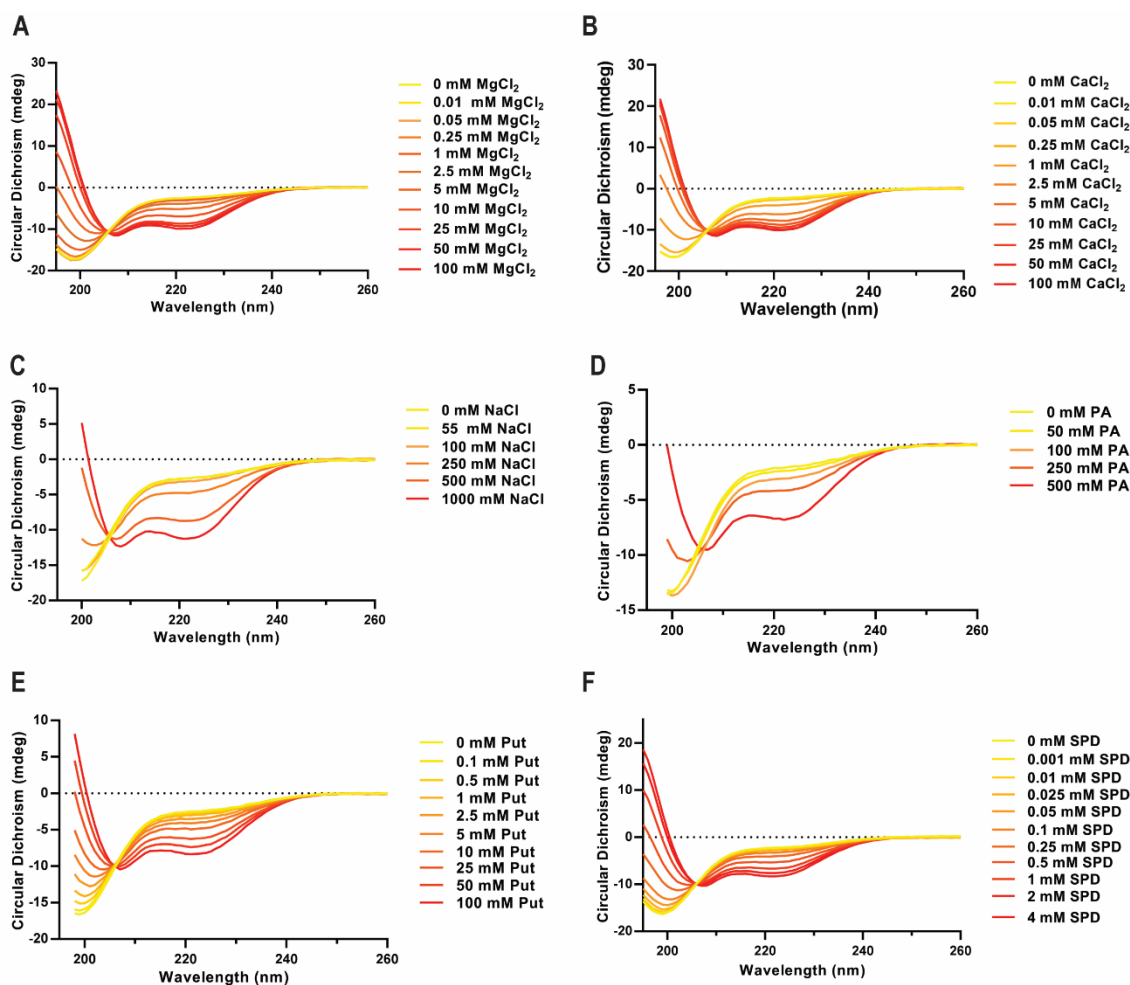 A
Circular Dichroism (mdeg)
30
20
10
0
-10
-20
200
220
240
260
Wavelength (nm)
0 mM MgCl₂
0.01 mM MgCl₂
0.05 mM MgCl₂
0.25 mM MgCl₂
1 mM MgCl₂
2.5 mM MgCl₂
5 mM MgCl₂
10 mM MgCl₂
25 mM MgCl₂
50 mM MgCl₂
100 mM MgCl₂
B
Circular Dichroism (mdeg)
30
20
10
0
-10
-20
200
220
240
260
Wavelength (nm)
0 mM CaCl₂
0.01 mM CaCl₂
0.05 mM CaCl₂
0.25 mM CaCl₂
1 mM CaCl₂
2.5 mM CaCl₂
5 mM CaCl₂
10 mM CaCl₂
25 mM CaCl₂
50 mM CaCl₂
100 mM CaCl₂
C
Circular Dichroism (mdeg)
10
5
0
-5
-10
-15
-20
200
220
240
260
Wavelength (nm)
0 mM NaCl
55 mM NaCl
100 mM NaCl
250 mM NaCl
500 mM NaCl
1000 mM NaCl
D
Circular Dichroism (mdeg)
5
0
-5
-10
-15
200
220
240
260
Wavelength (nm)
0 mM PA
50 mM PA
100 mM PA
250 mM PA
500 mM PA
E
Circular Dichroism (mdeg)
10
5
0
-5
-10
-15
-20
200
220
240
260
Wavelength (nm)
0 mM Put
0.1 mM Put
0.5 mM Put
1 mM Put
2.5 mM Put
5 mM Put
10 mM Put
25 mM Put
50 mM Put
100 mM Put
F
Circular Dichroism (mdeg)
20
10
0
-10
-20
200
220
240
260
Wavelength (nm)
0 mM SPD
0.001 mM SPD
0.01 mM SPD
0.025 mM SPD
0.05 mM SPD
0.1 mM SPD
0.25 mM SPD
0.5 mM SPD
1 mM SPD
2 mM SPD
4 mM SPD